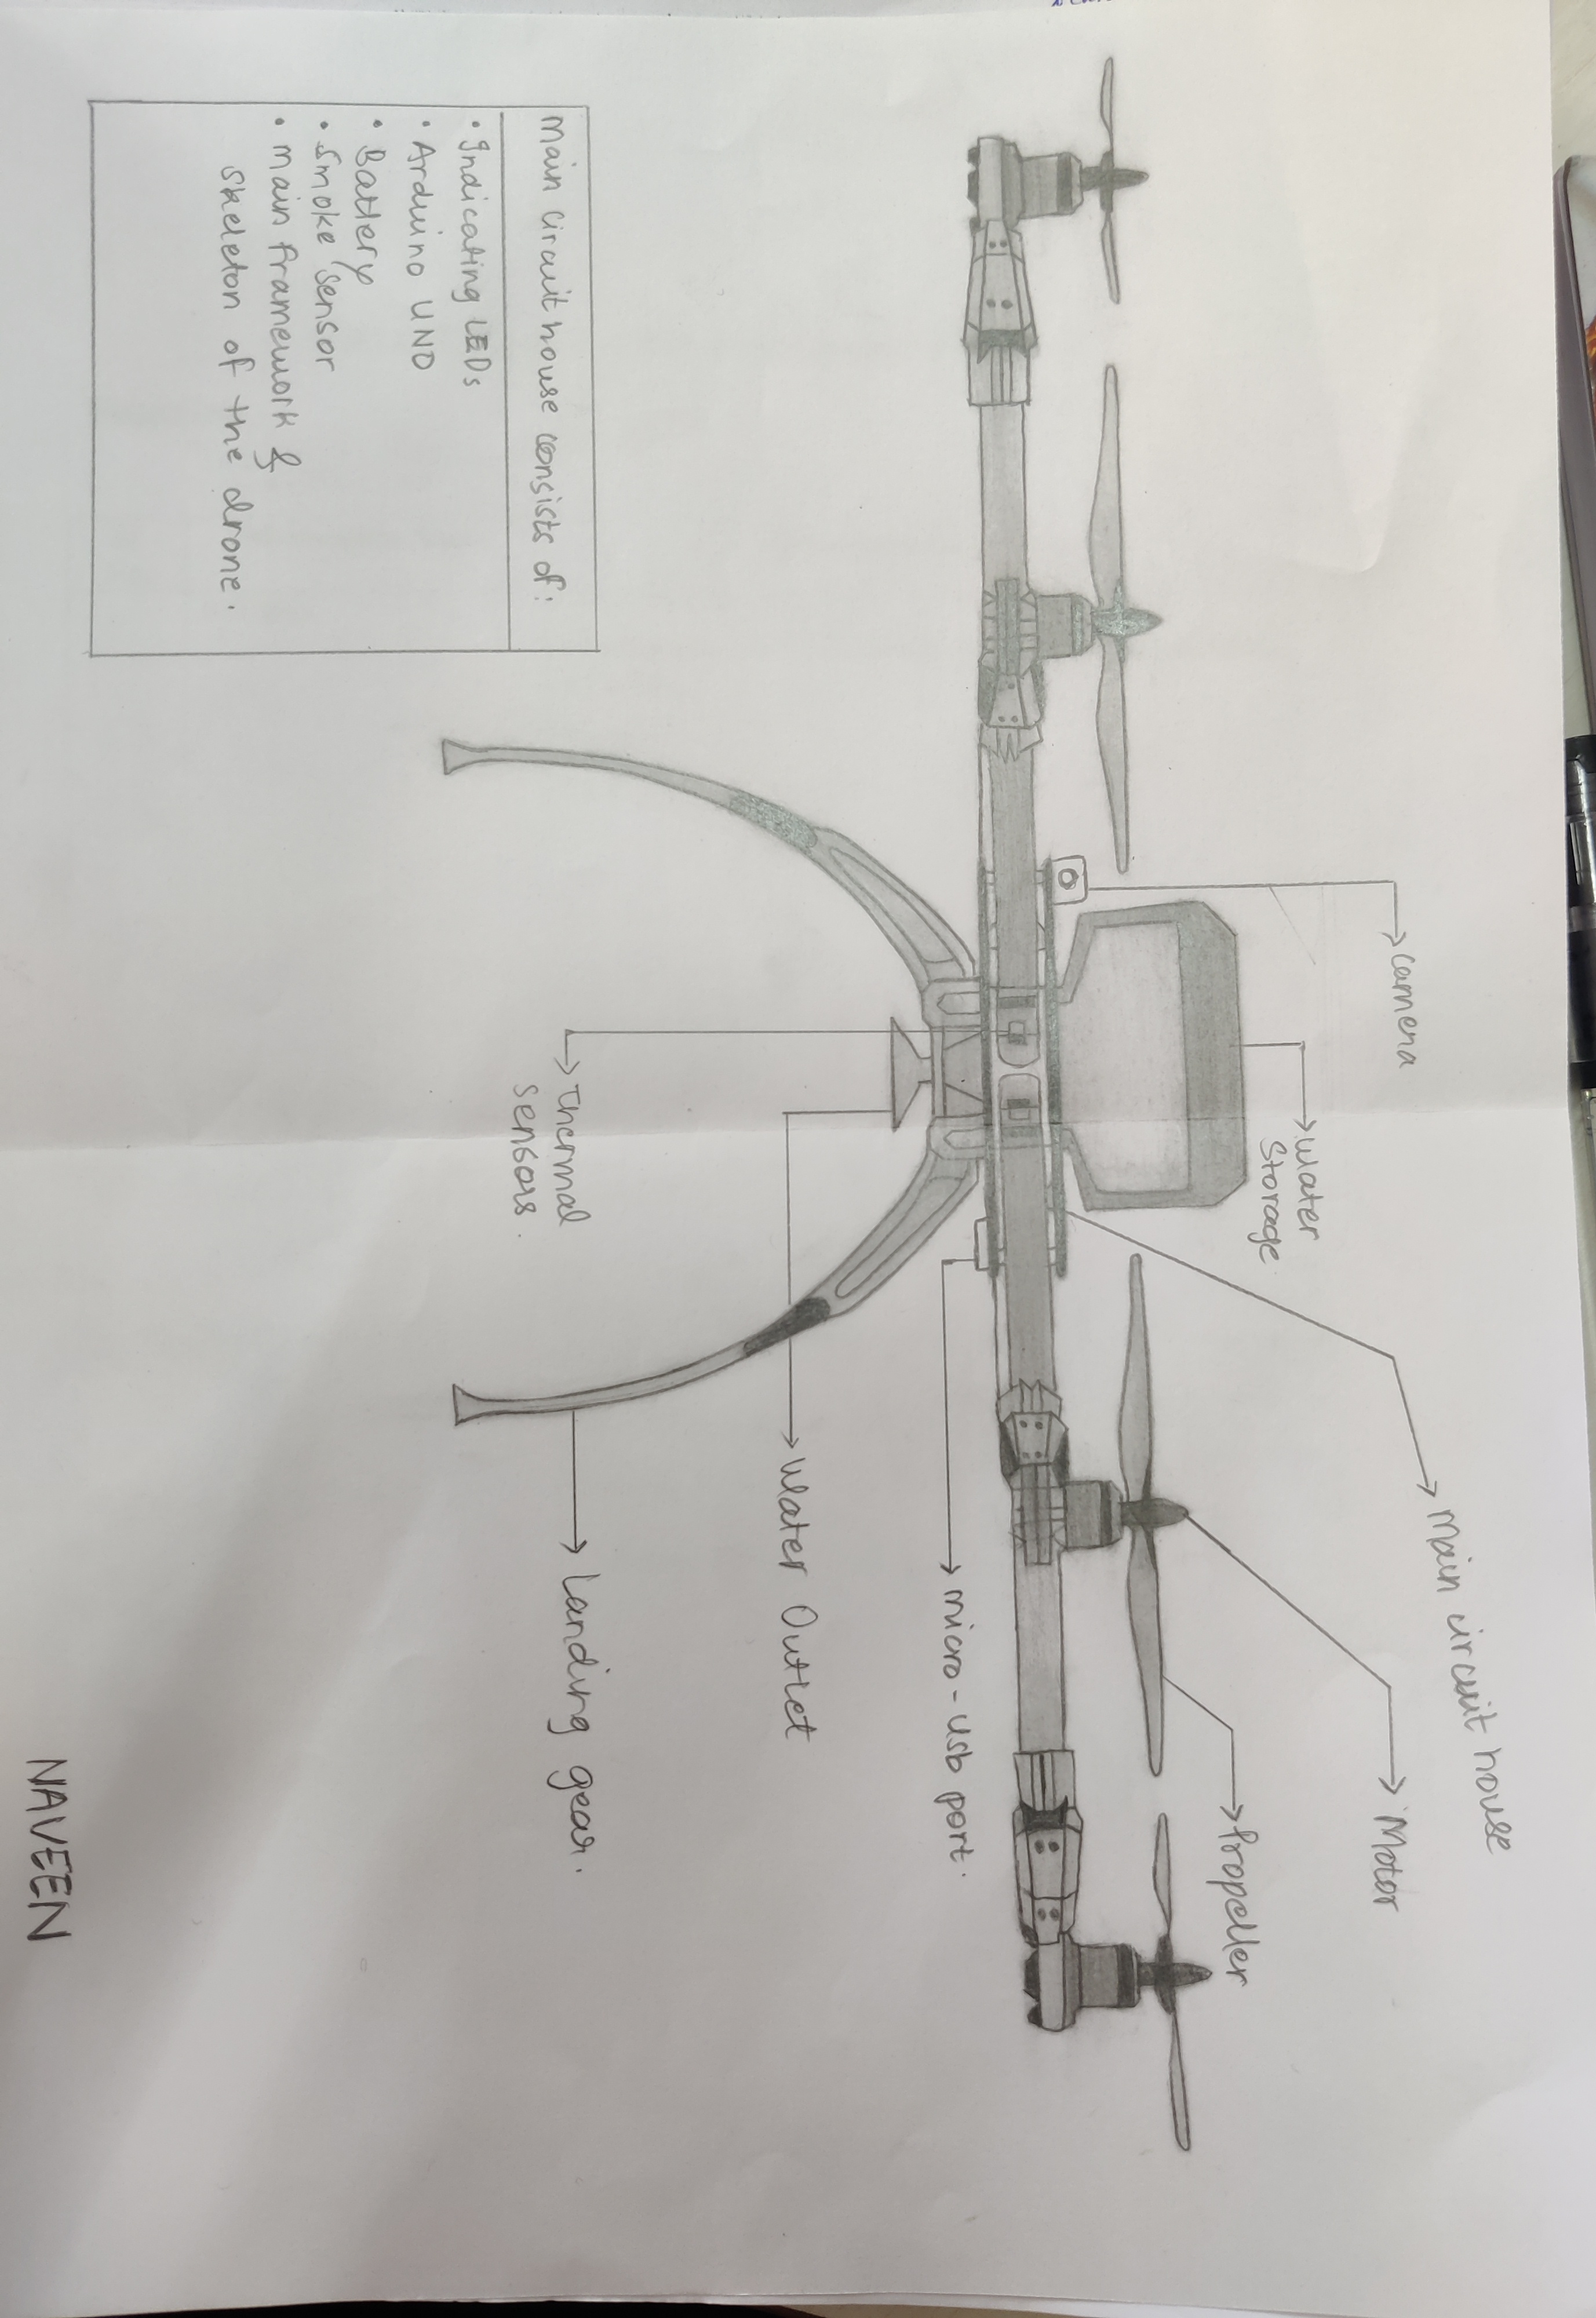 Main circuit house
Camera
Motor
Water
Storage
Propeller
micro-usb port.
Water Outlet
Landing gear.
Thermal
sensors.
Main Circuit house consists of:
• Indicating LEDs
• Arduino UNO
• Battery
• Smoke sensor
• Main framework &
skeleton of the drone.
NAVEEN